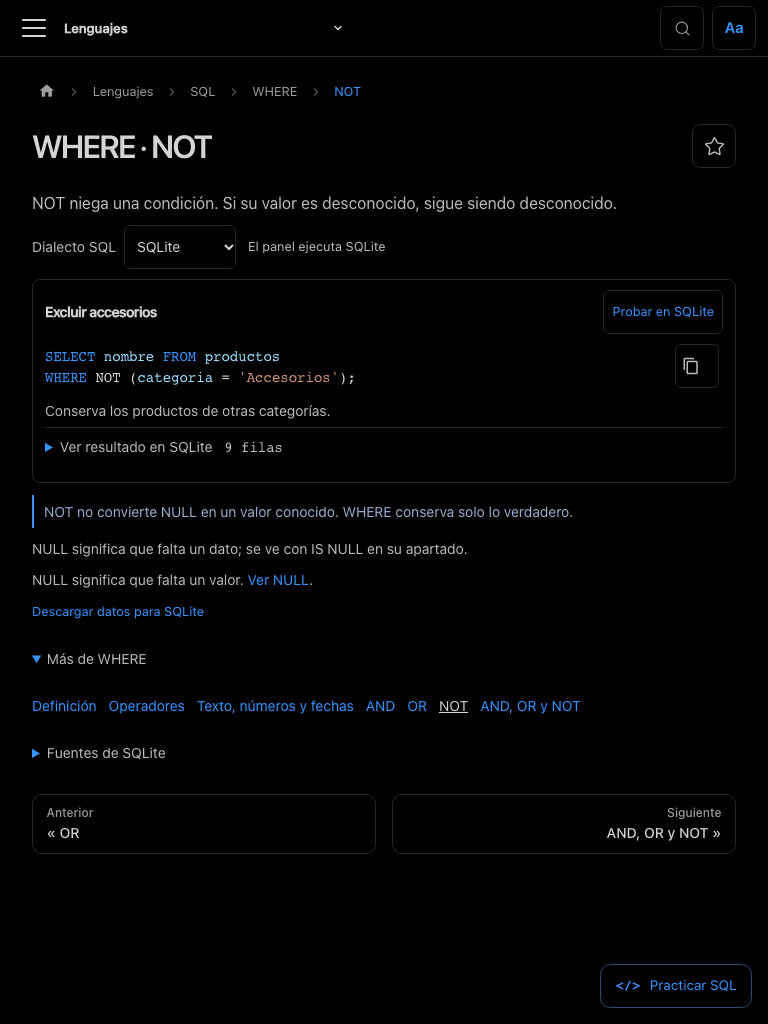 Lenguajes
Aa
Lenguajes > SQL > WHERE > NOT
WHERE · NOT
NOT niega una condición. Si su valor es desconocido, sigue siendo desconocido.
Dialecto SQL SQLite El panel ejecuta SQLite
Excluir accesorios
Probar en SQLite
SELECT nombre FROM productos
WHERE NOT (categoria = 'Accesorios');
Conserva los productos de otras categorías.
Ver resultado en SQLite 9 filas
NOT no convierte NULL en un valor conocido. WHERE conserva solo lo verdadero.
NULL significa que falta un dato; se ve con IS NULL en su apartado.
NULL significa que falta un valor. Ver NULL.
Descargar datos para SQLite
Más de WHERE
Definición Operadores Texto, números y fechas AND OR NOT AND, OR y NOT
Fuentes de SQLite
Anterior
« OR
Siguiente
AND, OR y NOT »
</> Practicar SQL